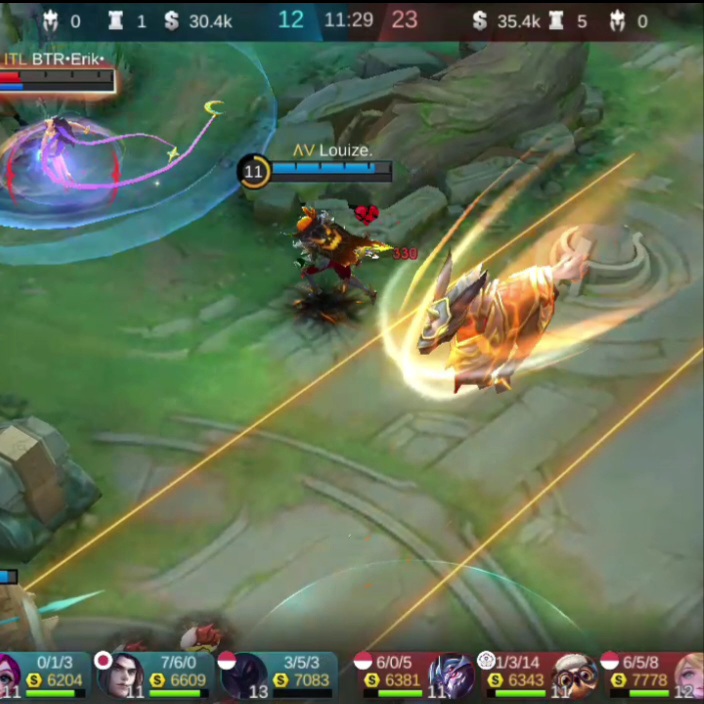 0 1 $ 30.4k 12 11:29 23 $ 35.4k 5 0
ITL BTR•Erik•
ΛV Louize.
11
330
0/1/3 7/6/0 3/5/3 6/0/5 1/3/14 6/5/8
S 6204 S 6609 S 7083 S 6381 S 6343 S 7778
11 11 13 11 11 12